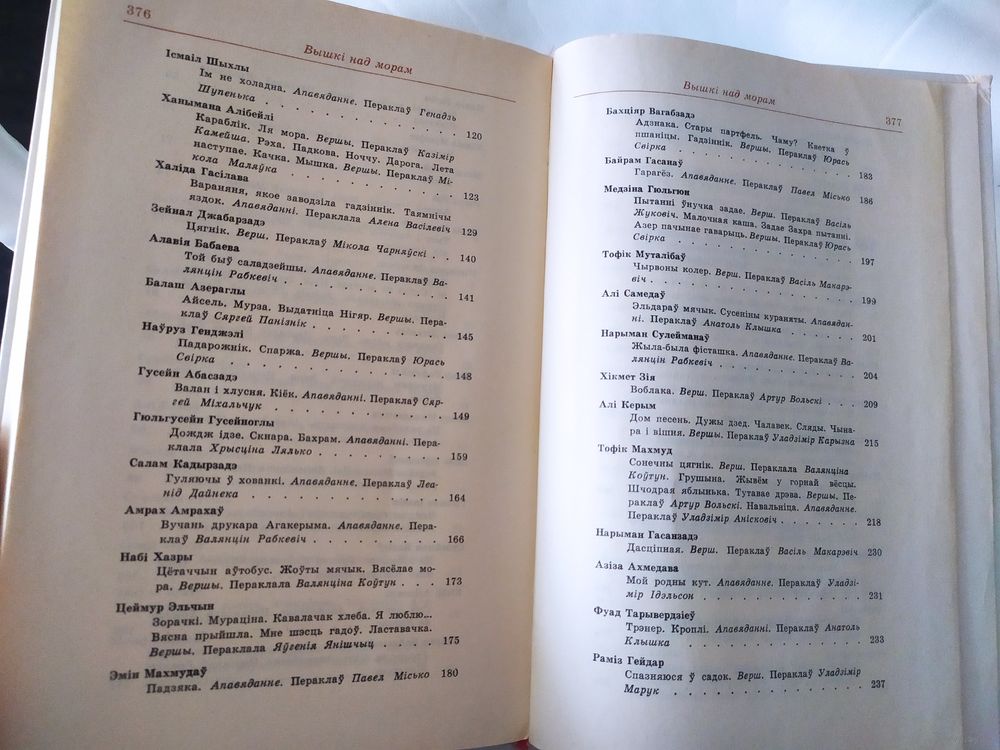 376
Вышкі над морам
Ісмаіл Шыхлы
Ім не холадна. Апавяданне. Пераклаў Генадзь
Шупенька . . . . . . . . . . . . 120
Ханымана Алібейлі
Караблік. Ля мора. Вершы. Пераклаў Казімір
Камейша. Рэха. Падкова. Ноччу. Дарога. Лета
наступае. Качка. Мышка. Вершы. Пераклаў Мі-
кола Маляўка . . . . . . . . . . 123
Халіда Гасілава
Вараняня, якое заводзіла гадзіннік. Таямнічы
яздок. Апавяданні. Пераклала Алена Васілевіч 129
Зейнал Джабарзадэ
Цягнік. Верш. Пераклаў Мікола Чарняўскі . . 140
Алавія Бабаева
Той быў саладзейшы. Апавяданне. Пераклаў Ва-
лянцін Рабкевіч . . . . . . . . . . 141
Балаш Азераглы
Айсель. Мурза. Выдатніца Нігяр. Вершы. Пера-
клаў Сяргей Панізнік . . . . . . . . 145
Наўруз Генджэлі
Падарожнік. Спаржа. Вершы. Пераклаў Юрась
Свірка . . . . . . . . . . . . 148
Гусейн Абасзадэ
Валан і хлусня. Кіёк. Апавяданні. Пераклаў Сяр-
гей Міхальчук . . . . . . . . . . 149
Гюльгусейн Гусейноглы
Дождж ідзе. Скнара. Бахрам. Апавяданні. Пера-
клала Хрысціна Лялько . . . . . . . . 159
Салам Кадырзадэ
Гуляючы ў хованкі. Апавяданне. Пераклаў Леа-
нід Дайнека . . . . . . . . . . 164
Амрах Амрахаў
Вучань друкара Агакерыма. Апавяданне. Пера-
клаў Валянцін Рабкевіч . . . . . . . . 166
Набі Хазры
Цётаччын аўтобус. Жоўты мячык. Вясёлае мо-
ра. Вершы. Пераклала Валянціна Коўтун . . . 173
Цеймур Эльчын
Зорачкі. Мураціна. Кавалачак хлеба. Я люблю...
Вясна прыйшла. Мне шэсць гадоў. Ластавачка.
Вершы. Пераклала Яўгенія Янішчыц . . . . 175
Эмін Махмудаў
Падзяка. Апавяданне. Пераклаў Павел Місько 180
Вышкі над морам
377
Бахціяр Вагабзадэ
Адзнака. Стары партфель. Чаму? Кветка ў
пшаніцы. Гадзіннік. Вершы. Пераклаў Юрась
Свірка . . . . . . . . . . . . 183
Байрам Гасанаў
Гарагёз. Апавяданне. Пераклаў Павел Місько 186
Медзіна Гюльгюн
Пытанні ўнучка задае. Верш. Пераклаў Васіль
Жуковіч. Малочная каша. Задае Захра пытанні.
Азер пачынае гаварыць. Вершы. Пераклаў Юрась
Свірка . . . . . . . . . . . . 197
Тофік Муталібаў
Чырвоны колер. Верш. Пераклаў Васіль Макарэ-
віч . . . . . . . . . . . . 199
Алі Самедаў
Эльдараў мячык. Сусеніны кураняты. Апавядан-
ні. Пераклаў Анатоль Клышка . . . . . . 201
Нарыман Сулейманаў
Жыла-была фісташка. Апавяданне. Пераклаў Ва-
лянцін Рабкевіч . . . . . . . . . . 204
Хікмет Зія
Воблака. Верш. Пераклаў Артур Вольскі . . . 209
Алі Керым
Дом песень. Дужы дзед. Чалавек. Сляды. Чына-
ра і вішня. Вершы. Пераклаў Уладзімір Карызна 215
Тофік Махмуд
Сонечны цягнік. Верш. Пераклала Валянціна
Коўтун. Грушына. Жывём у горнай вёсцы.
Шчодрая яблынька. Тутавае дрэва. Вершы. Пе-
раклаў Артур Вольскі. Навальніца. Апавяданне.
Пераклаў Уладзімір Анісковіч . . . . . . 218
Нарыман Гасанзадэ
Дасціпная. Верш. Пераклаў Васіль Макарэвіч 230
Азіза Ахмедава
Мой родны кут. Апавяданне. Пераклаў Уладзі-
мір Ідэльсон . . . . . . . . . . 231
Фуад Тарывердзіеў
Трэнер. Кроплі. Апавяданні. Пераклаў Анатоль
Клышка . . . . . . . . . . . . 233
Раміз Гейдар
Спазняюся ў садок. Верш. Пераклаў Уладзімір
Марук . . . . . . . . . . . . 237